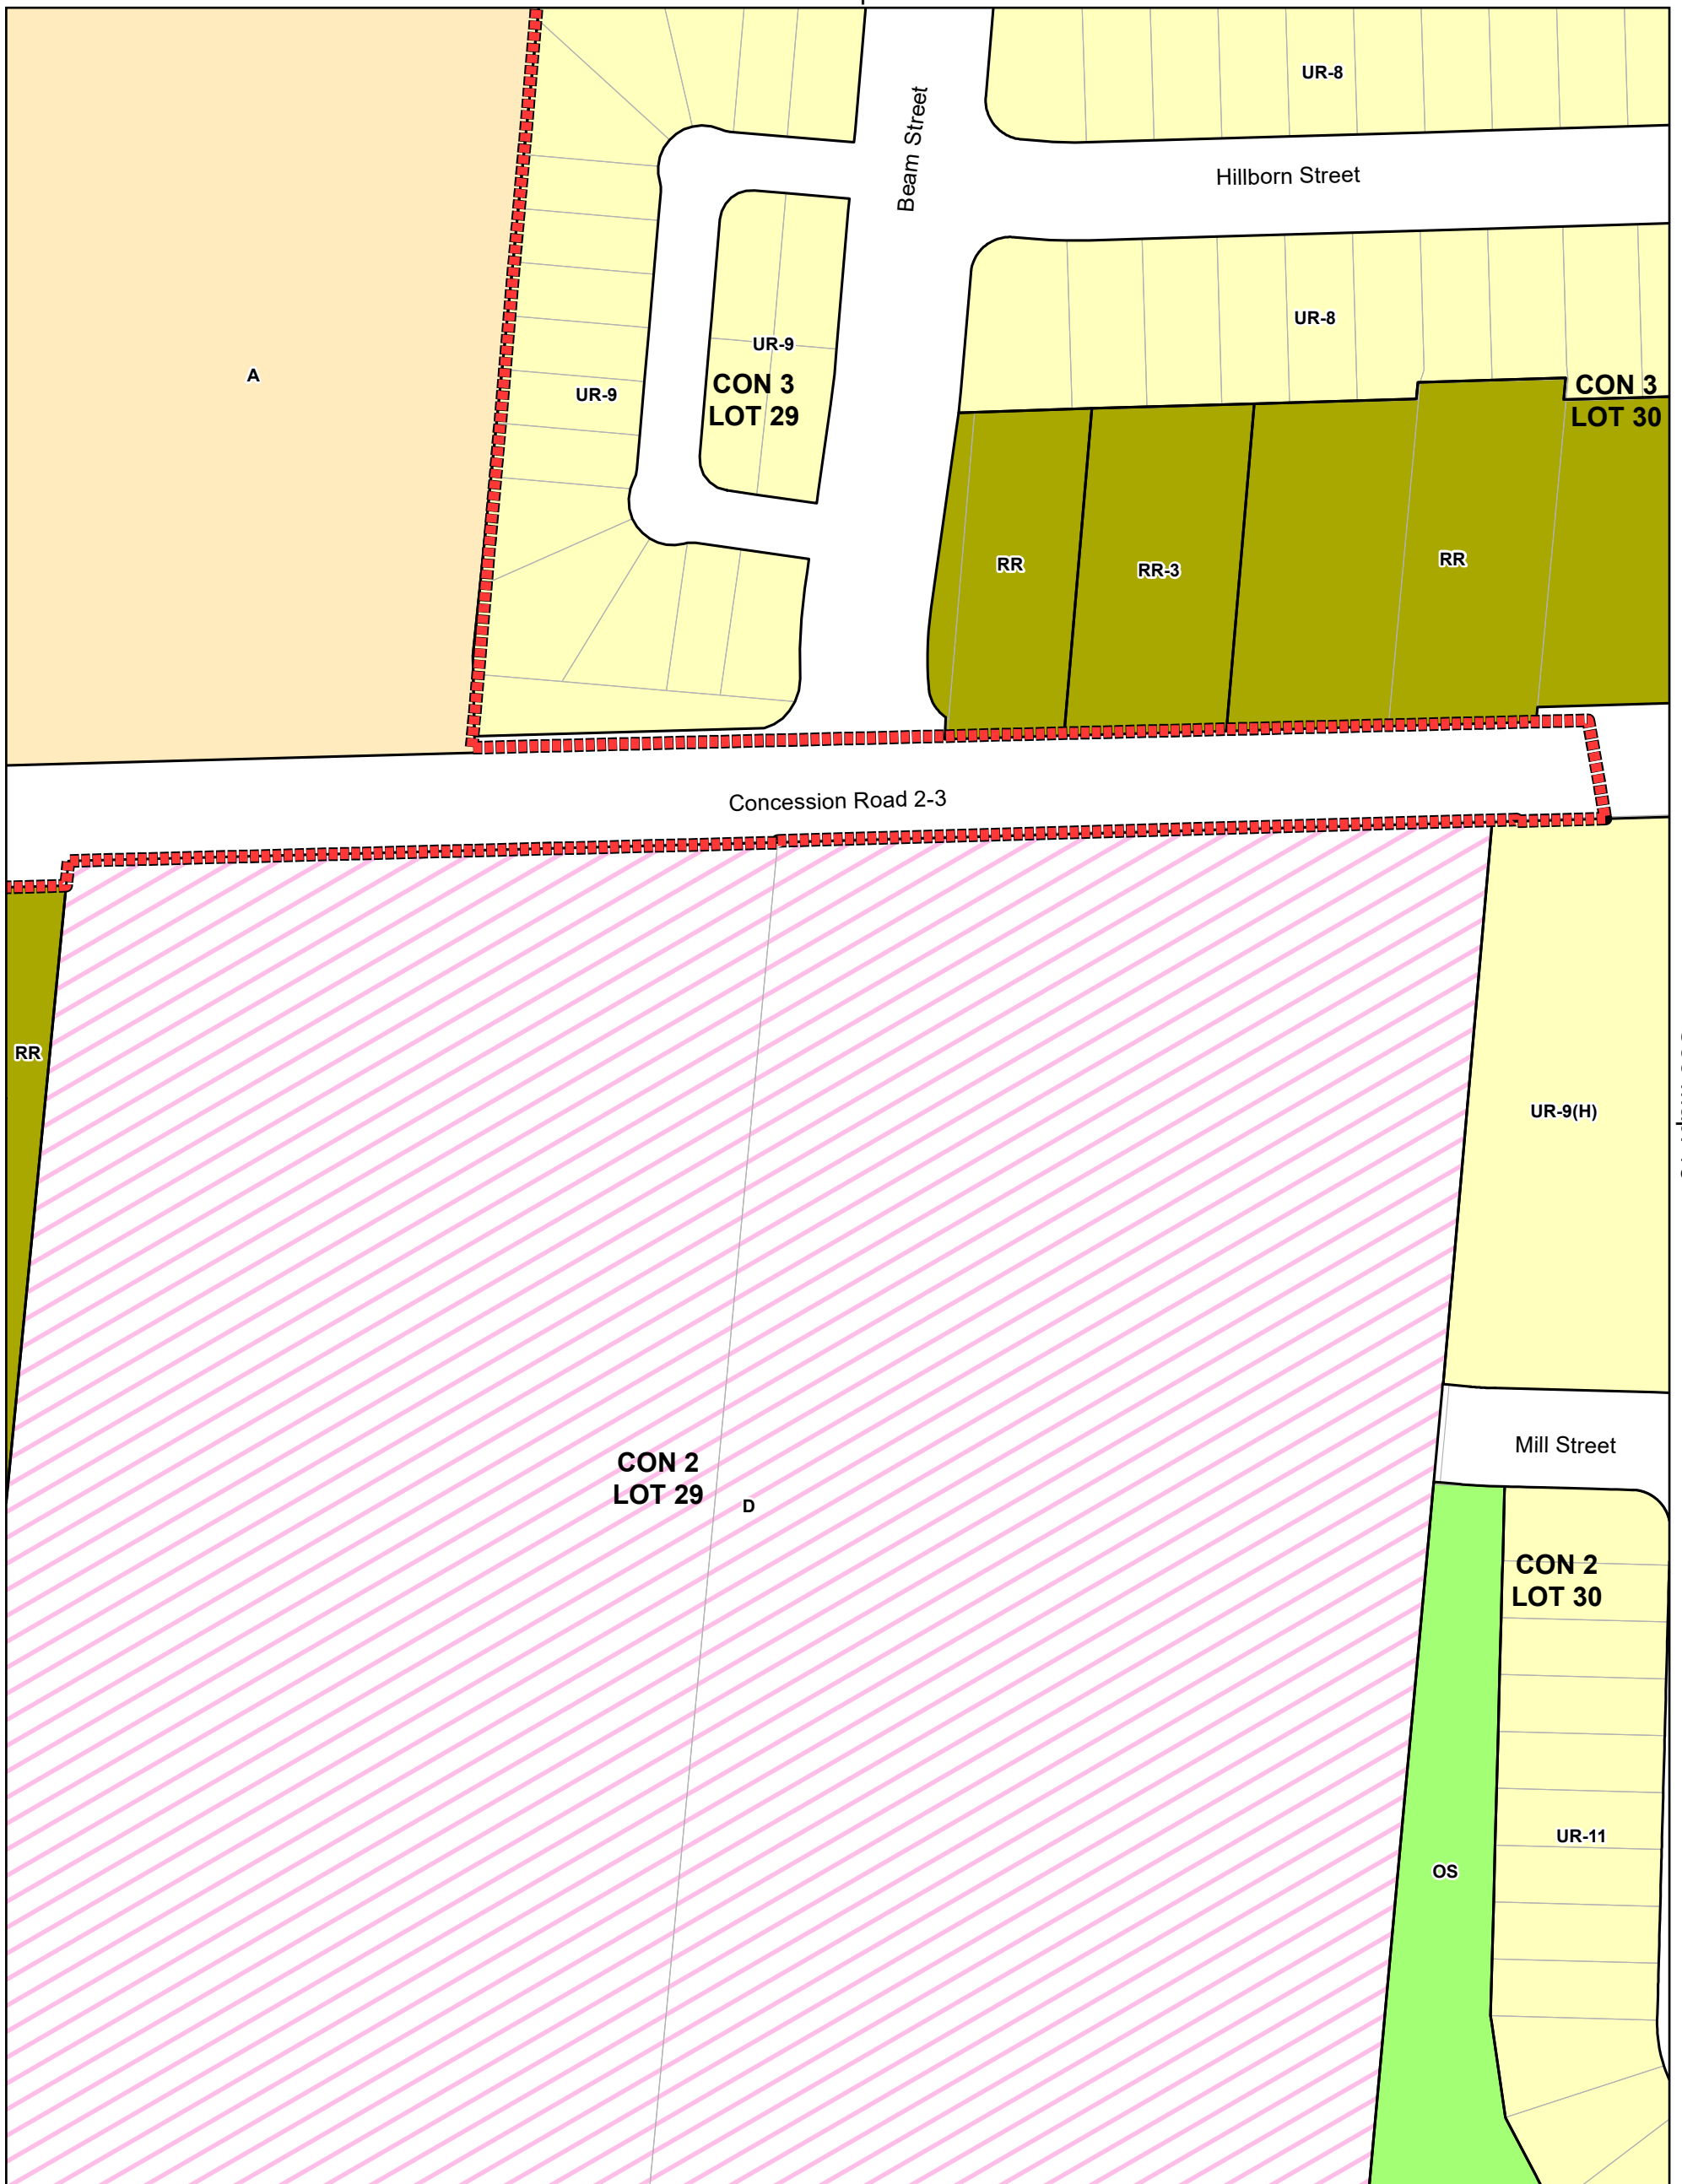 UR-8
Beam Street
Hillborn Street
UR-8
UR-9
A
CON 3
LOT 29
CON 3
LOT 30
UR-9
RR
RR-3
RR
Concession Road 2-3
RR
UR-9(H)
Mill Street
CON 2
LOT 29
D
CON 2
LOT 30
UR-11
OS